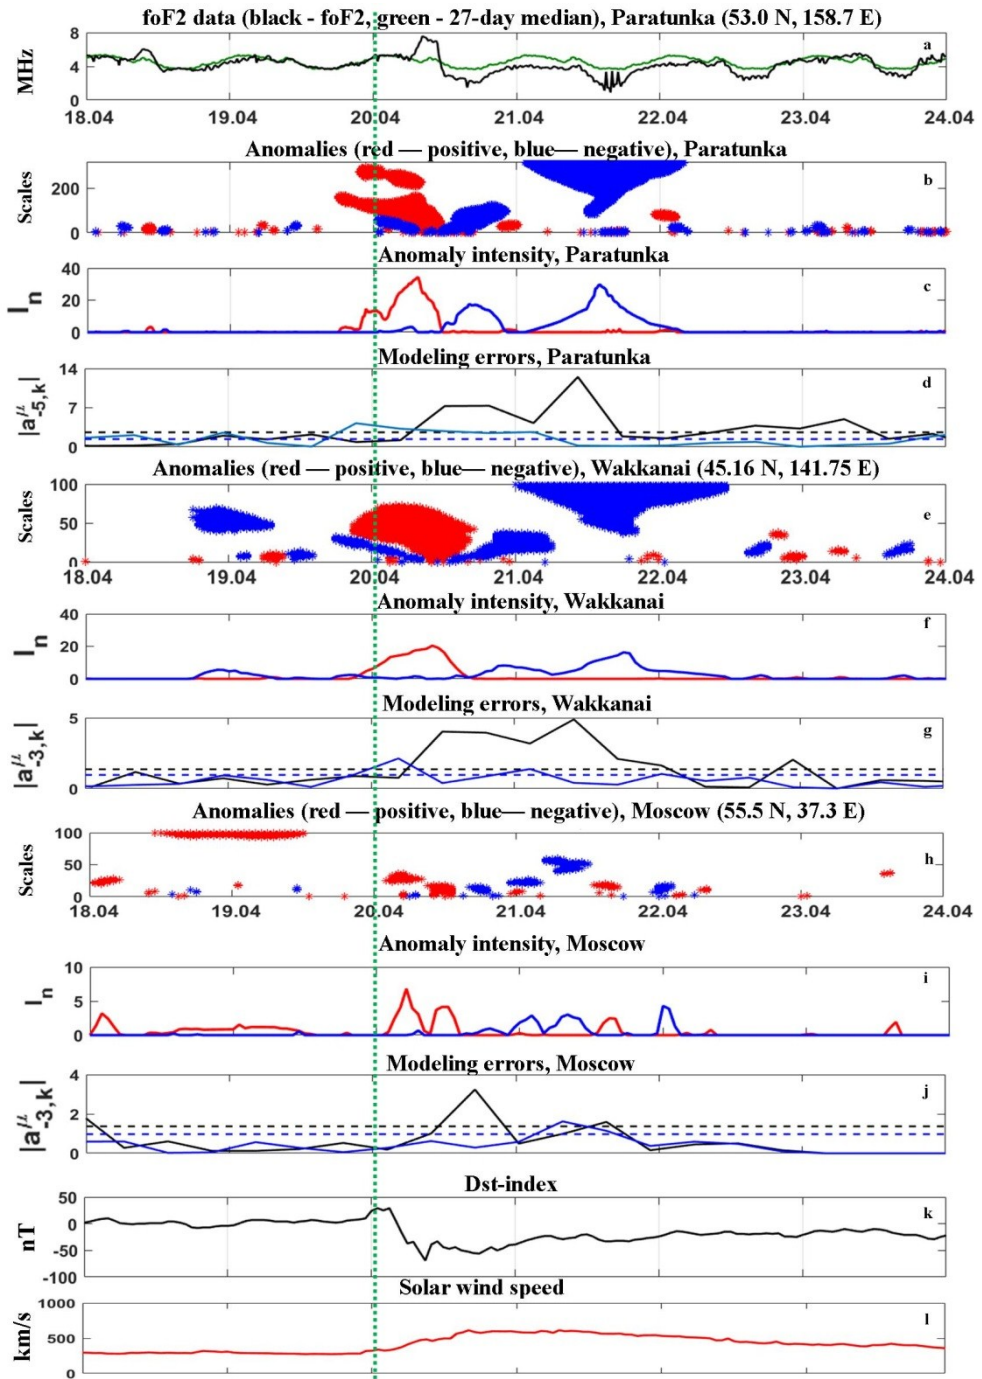 foF2 data (black - foF2, green - 27-day median), Paratunka (53.0 N, 158.7 E)
8
a
MHz
4
0
18.04 19.04 20.04 21.04 22.04 23.04 24.04
Anomalies (red — positive, blue— negative), Paratunka
b
Scales
200
0
Anomaly intensity, Paratunka
40
c
I_n
20
0
Modeling errors, Paratunka
14
d
|a^μ_-5,k|
7
0
Anomalies (red — positive, blue— negative), Wakkanai (45.16 N, 141.75 E)
100
e
Scales
50
0
18.04 19.04 20.04 21.04 22.04 23.04 24.04
Anomaly intensity, Wakkanai
40
f
I_n
20
0
Modeling errors, Wakkanai
5
g
|a^μ_-3,k|
0
Anomalies (red — positive, blue— negative), Moscow (55.5 N, 37.3 E)
100
h
Scales
50
0
18.04 19.04 20.04 21.04 22.04 23.04 24.04
Anomaly intensity, Moscow
10
i
I_n
5
0
Modeling errors, Moscow
4
j
|a^μ_-3,k|
2
0
Dst-index
50
k
nT
0
-50
-100
Solar wind speed
1000
l
km/s
500
0